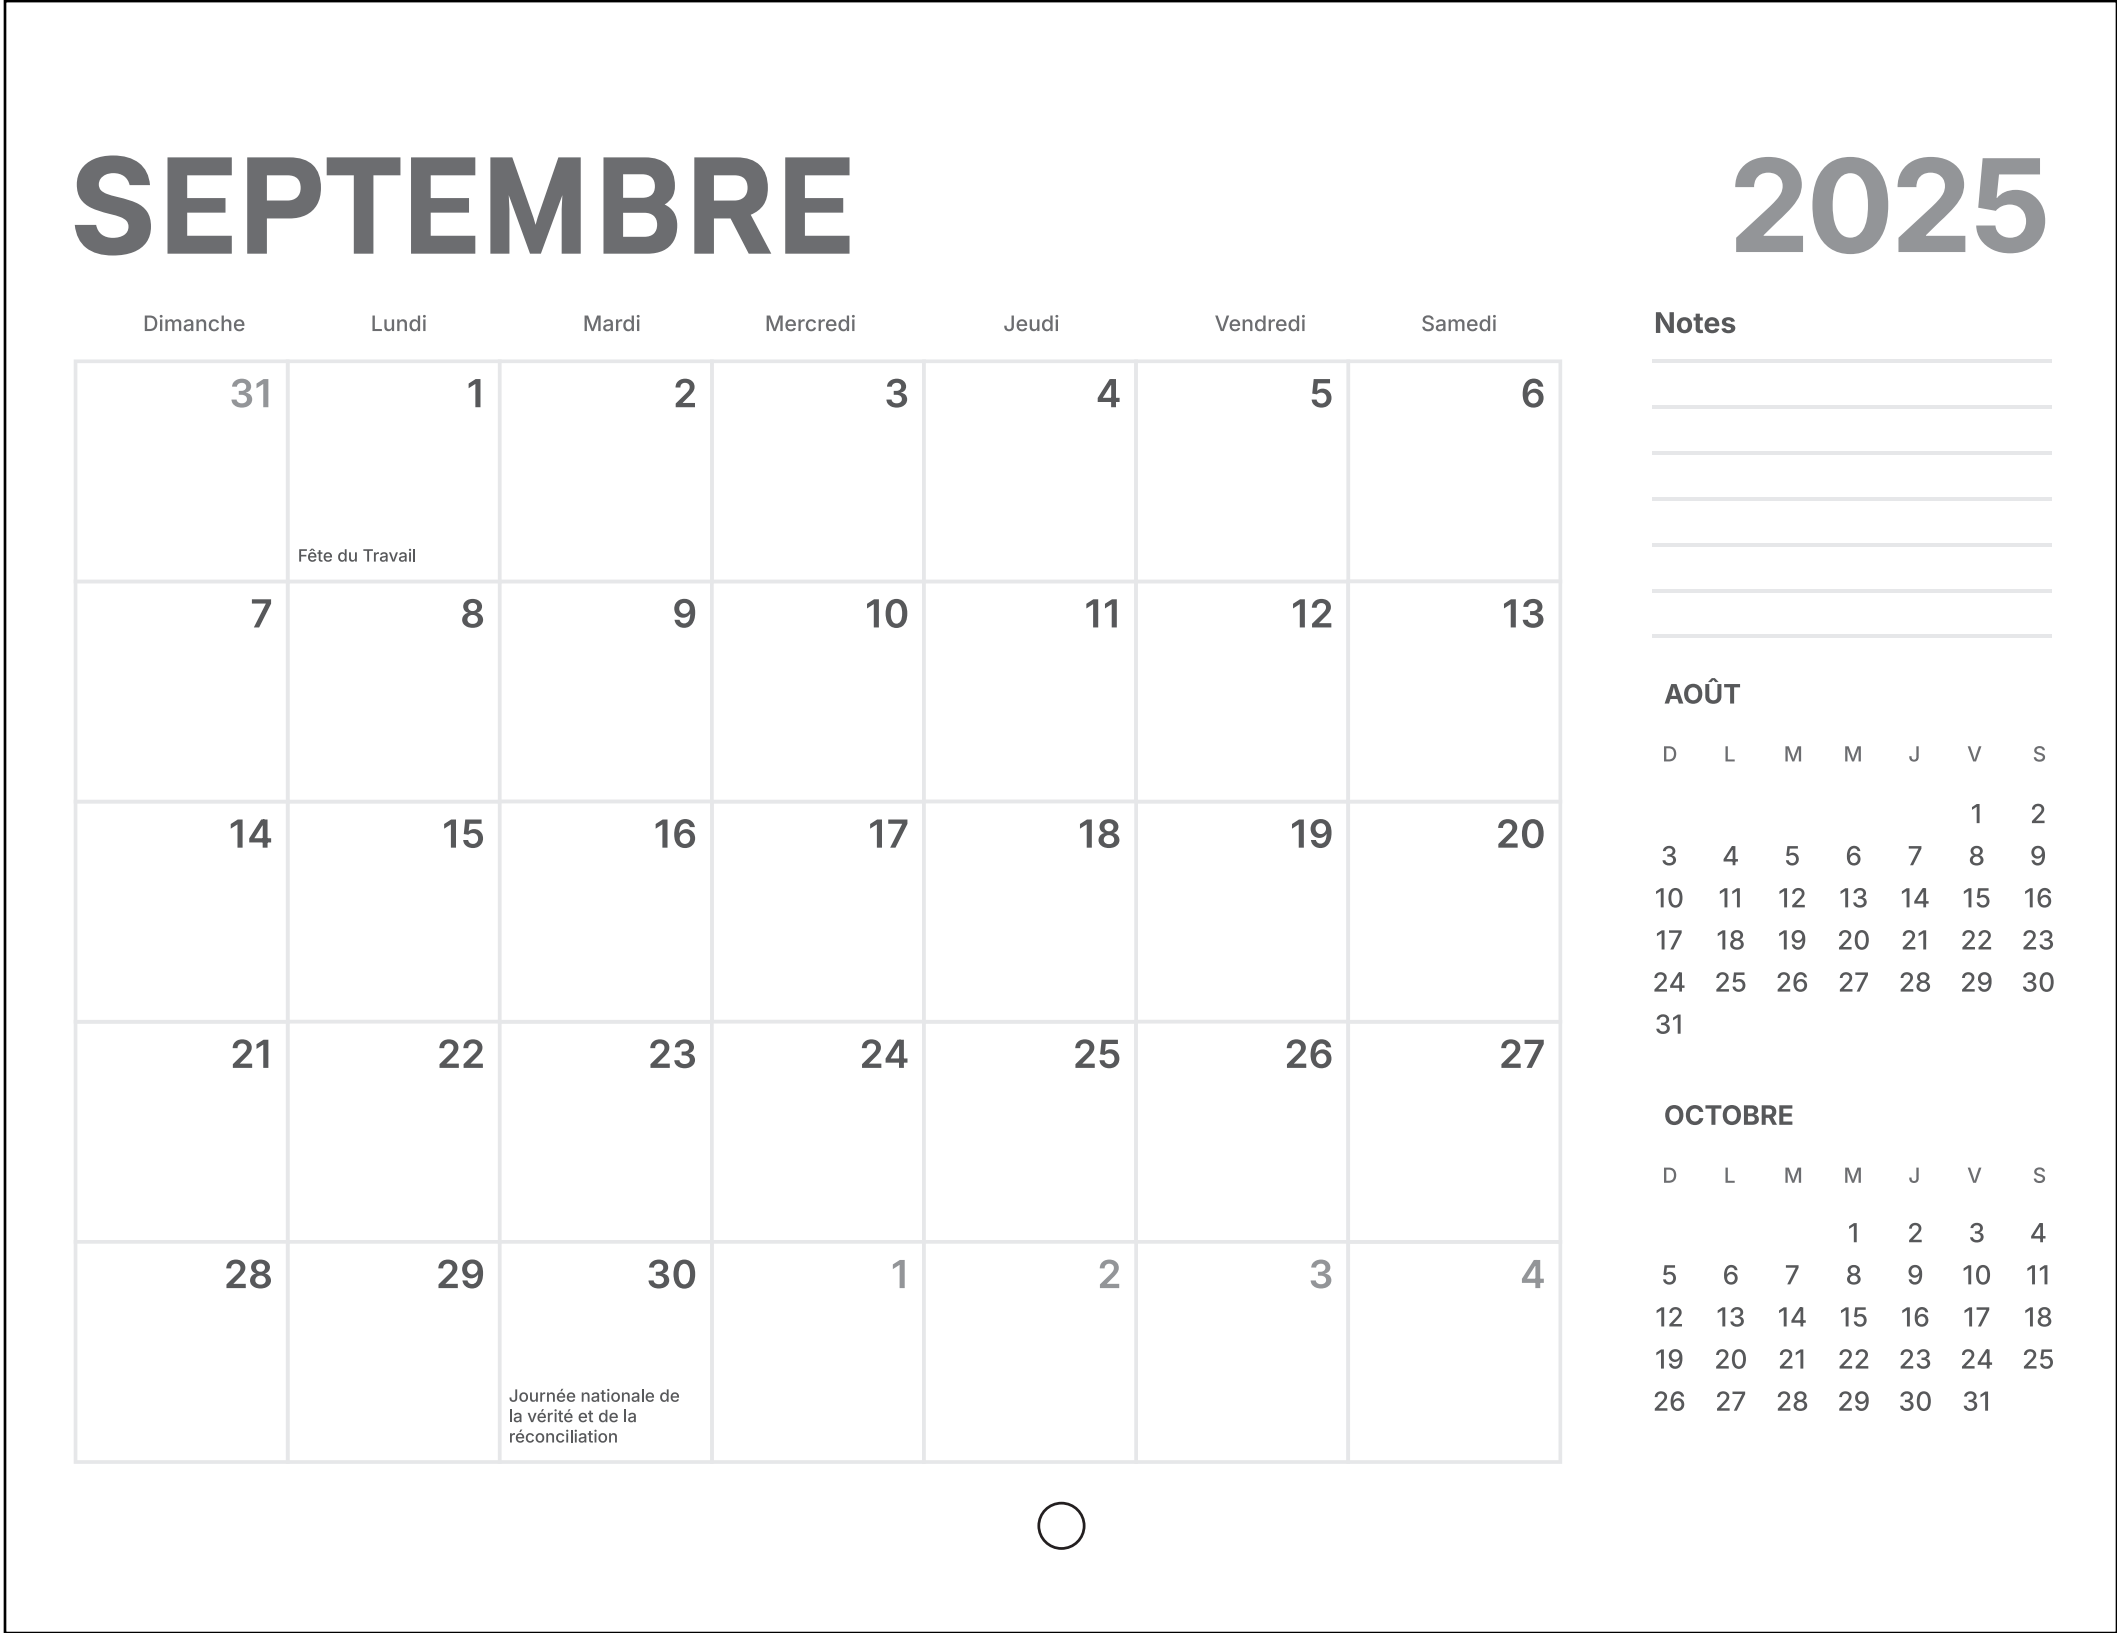 SEPTEMBRE 2025
Dimanche Lundi Mardi Mercredi Jeudi Vendredi Samedi
31 1 2 3 4 5 6
Fête du Travail
7 8 9 10 11 12 13
14 15 16 17 18 19 20
21 22 23 24 25 26 27
28 29 30 1 2 3 4
Journée nationale de
la vérité et de la
réconciliation
Notes
AOÛT
D L M M J V S
1 2
3 4 5 6 7 8 9
10 11 12 13 14 15 16
17 18 19 20 21 22 23
24 25 26 27 28 29 30
31
OCTOBRE
D L M M J V S
1 2 3 4
5 6 7 8 9 10 11
12 13 14 15 16 17 18
19 20 21 22 23 24 25
26 27 28 29 30 31